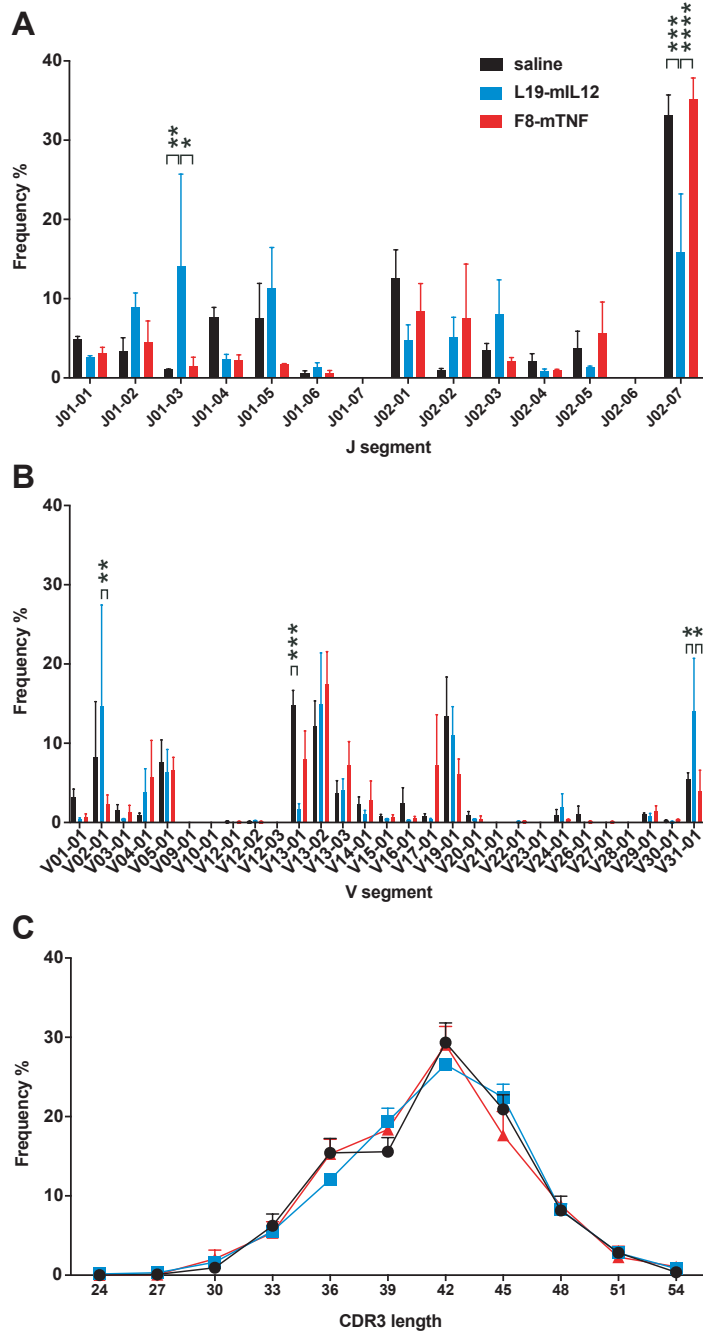 A
Frequency %
40
30
20
10
0
saline
L19-mIL12
F8-mTNF
**
*
****
****
J01-01
J01-02
J01-03
J01-04
J01-05
J01-06
J01-07
J02-01
J02-02
J02-03
J02-04
J02-05
J02-06
J02-07
J segment
B
Frequency %
40
30
20
10
0
**
***
*
*
V01-01
V02-01
V03-01
V04-01
V05-01
V09-01
V10-01
V12-01
V12-02
V12-03
V13-01
V13-02
V13-03
V14-01
V15-01
V16-01
V17-01
V19-01
V20-01
V21-01
V22-01
V23-01
V24-01
V26-01
V27-01
V28-01
V29-01
V30-01
V31-01
V segment
C
Frequency %
40
30
20
10
0
24 27 30 33 36 39 42 45 48 51 54
CDR3 length